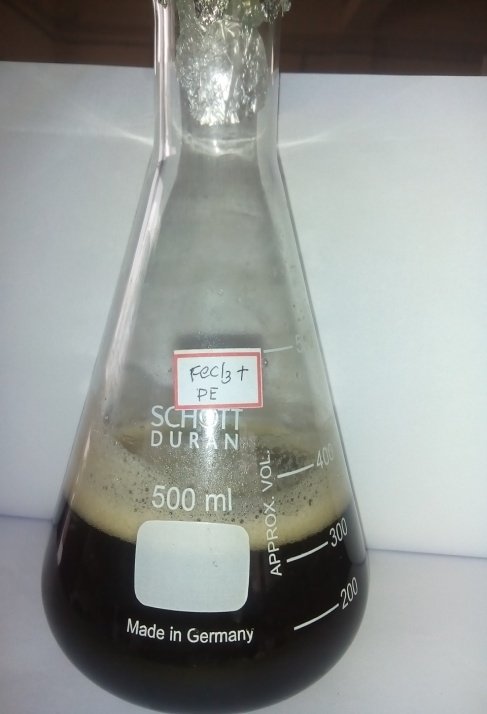 FeCl3 +
PE
SCHOTT
DURAN
500 ml
APPROX. VOL.
400
300
200
Made in Germany